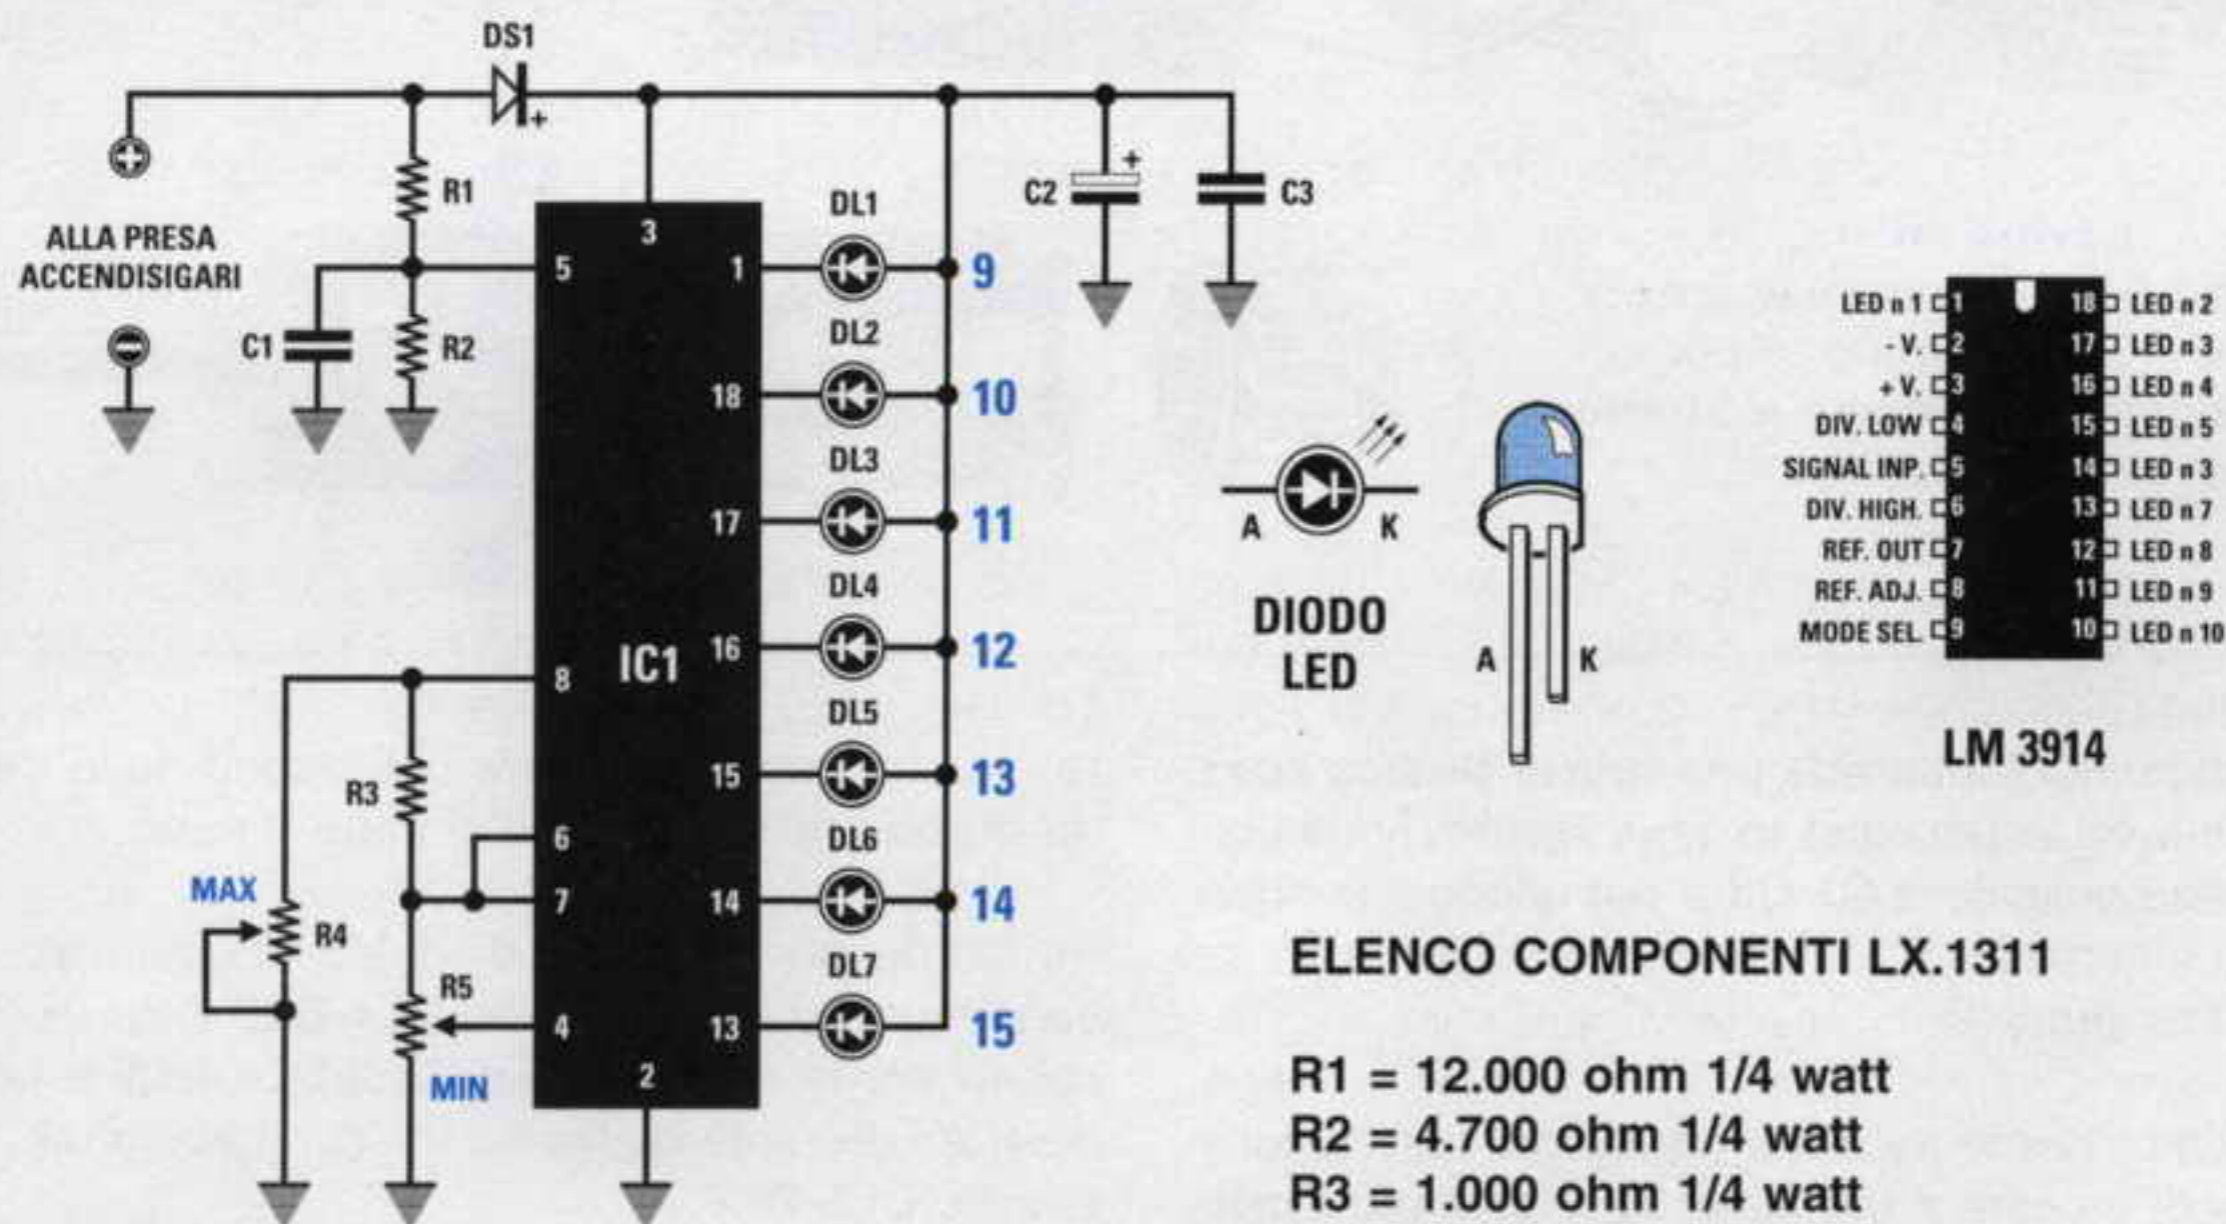 DS1
+
R1
ALLA PRESA
ACCENDISIGARI
C1
R2
3
5
1
18
17
16
15
14
13
8
6
7
4
2
IC1
DL1
9
DL2
10
DL3
11
DL4
12
DL5
13
DL6
14
DL7
15
C2
+
C3
R3
MAX
R4
R5
MIN
A K
DIODO
LED
A K
LED n 1 1 18 LED n 2
- V. 2 17 LED n 3
+ V. 3 16 LED n 4
DIV. LOW 4 15 LED n 5
SIGNAL INP. 5 14 LED n 3
DIV. HIGH. 6 13 LED n 7
REF. OUT 7 12 LED n 8
REF. ADJ. 8 11 LED n 9
MODE SEL. 9 10 LED n 10
LM 3914
ELENCO COMPONENTI LX.1311
R1 = 12.000 ohm 1/4 watt
R2 = 4.700 ohm 1/4 watt
R3 = 1.000 ohm 1/4 watt